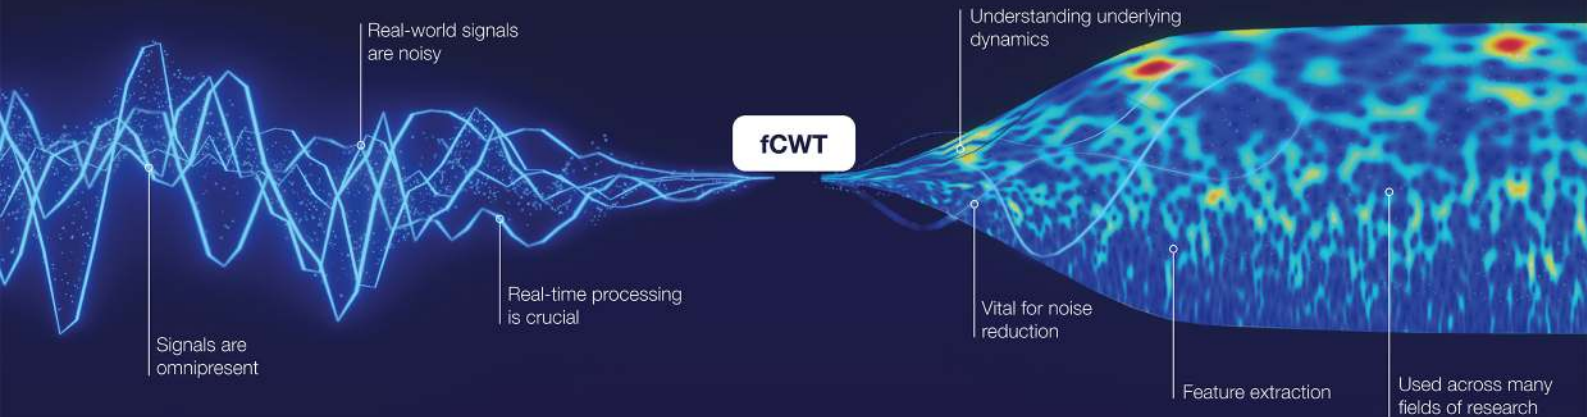 Real-world signals
are noisy
Signals are
omnipresent
Real-time processing
is crucial
fCWT
Understanding underlying
dynamics
Vital for noise
reduction
Feature extraction
Used across many
fields of research